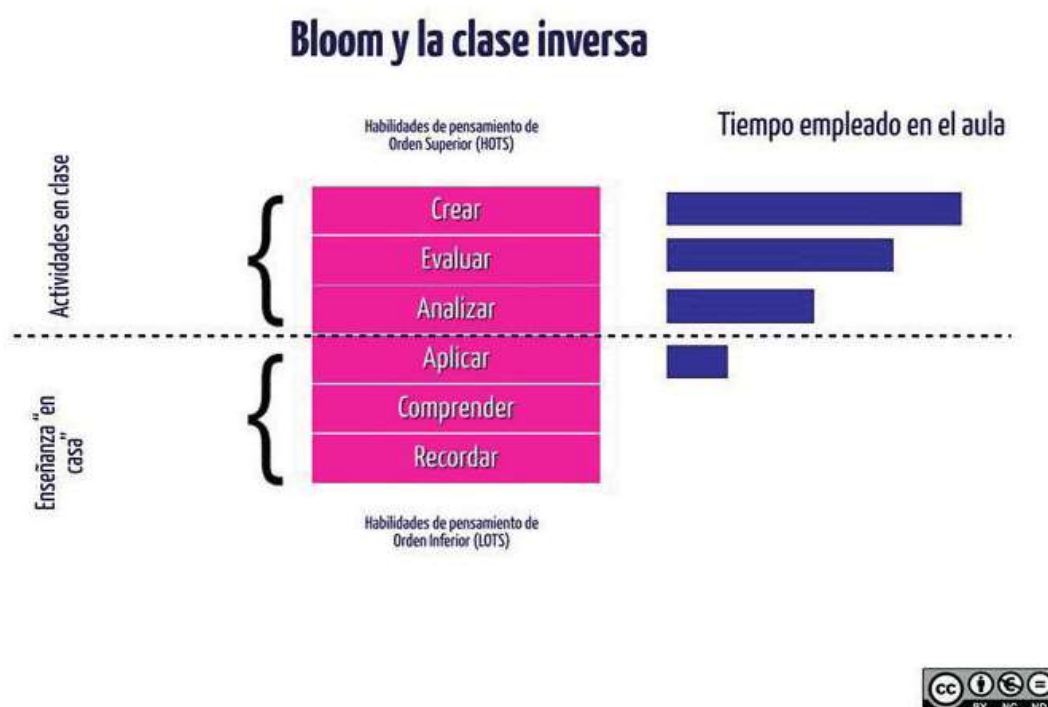 Bloom y la clase inversa
Habilidades de pensamiento de
Orden Superior (HOTS)
Tiempo empleado en el aula
Actividades en clase
Crear
Evaluar
Analizar
Aplicar
Comprender
Recordar
Enseñanza "en
casa"
Habilidades de pensamiento de
Orden Inferior (LOTS)
cc
BY NC ND